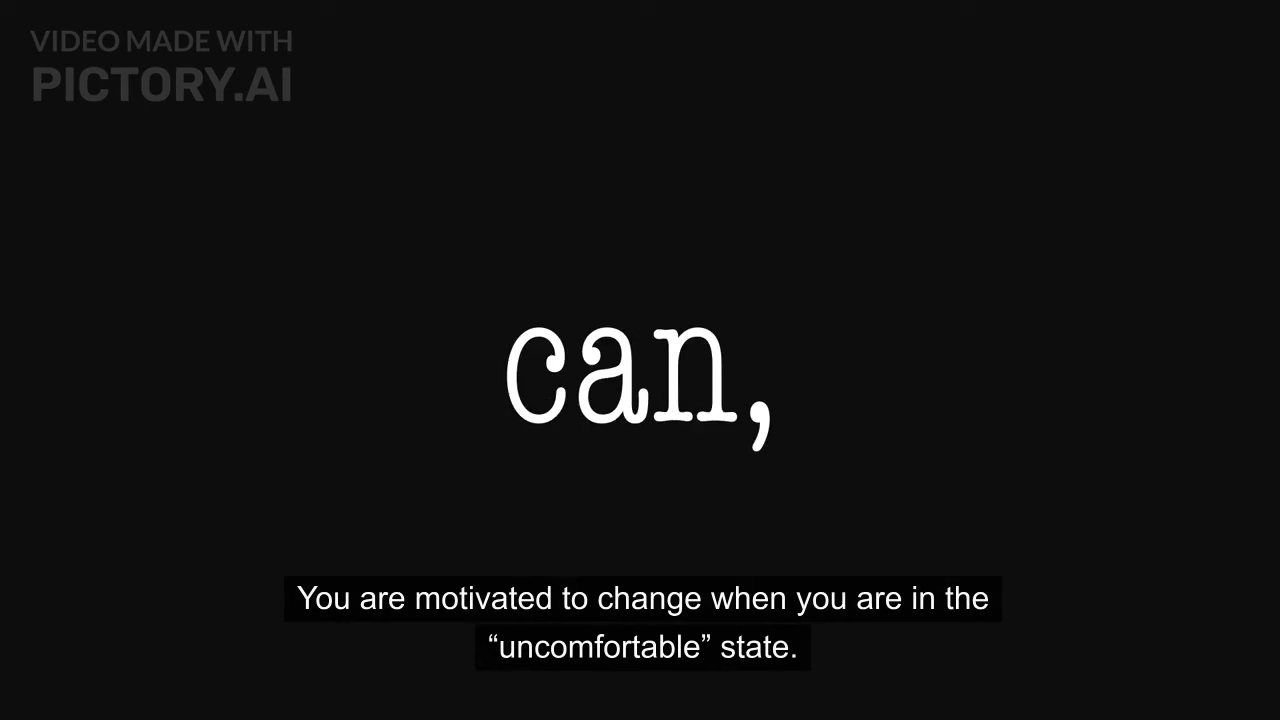 VIDEO MADE WITH
PICTORY.AI
can,
You are motivated to change when you are in the
“uncomfortable” state.